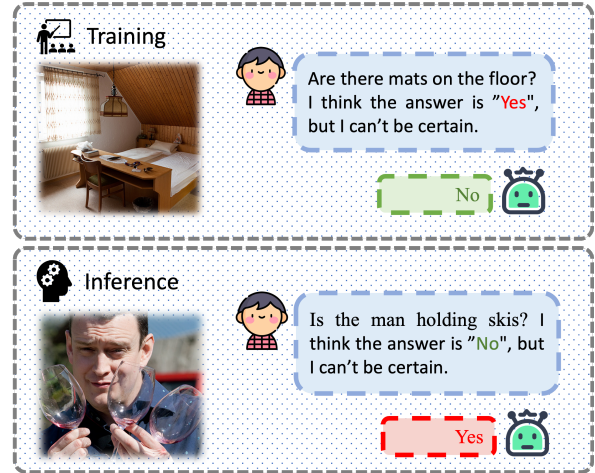 Training
Are there mats on the floor?
I think the answer is ”Yes",
but I can’t be certain.
No
Inference
Is the man holding skis? I
think the answer is ”No", but
I can’t be certain.
Yes